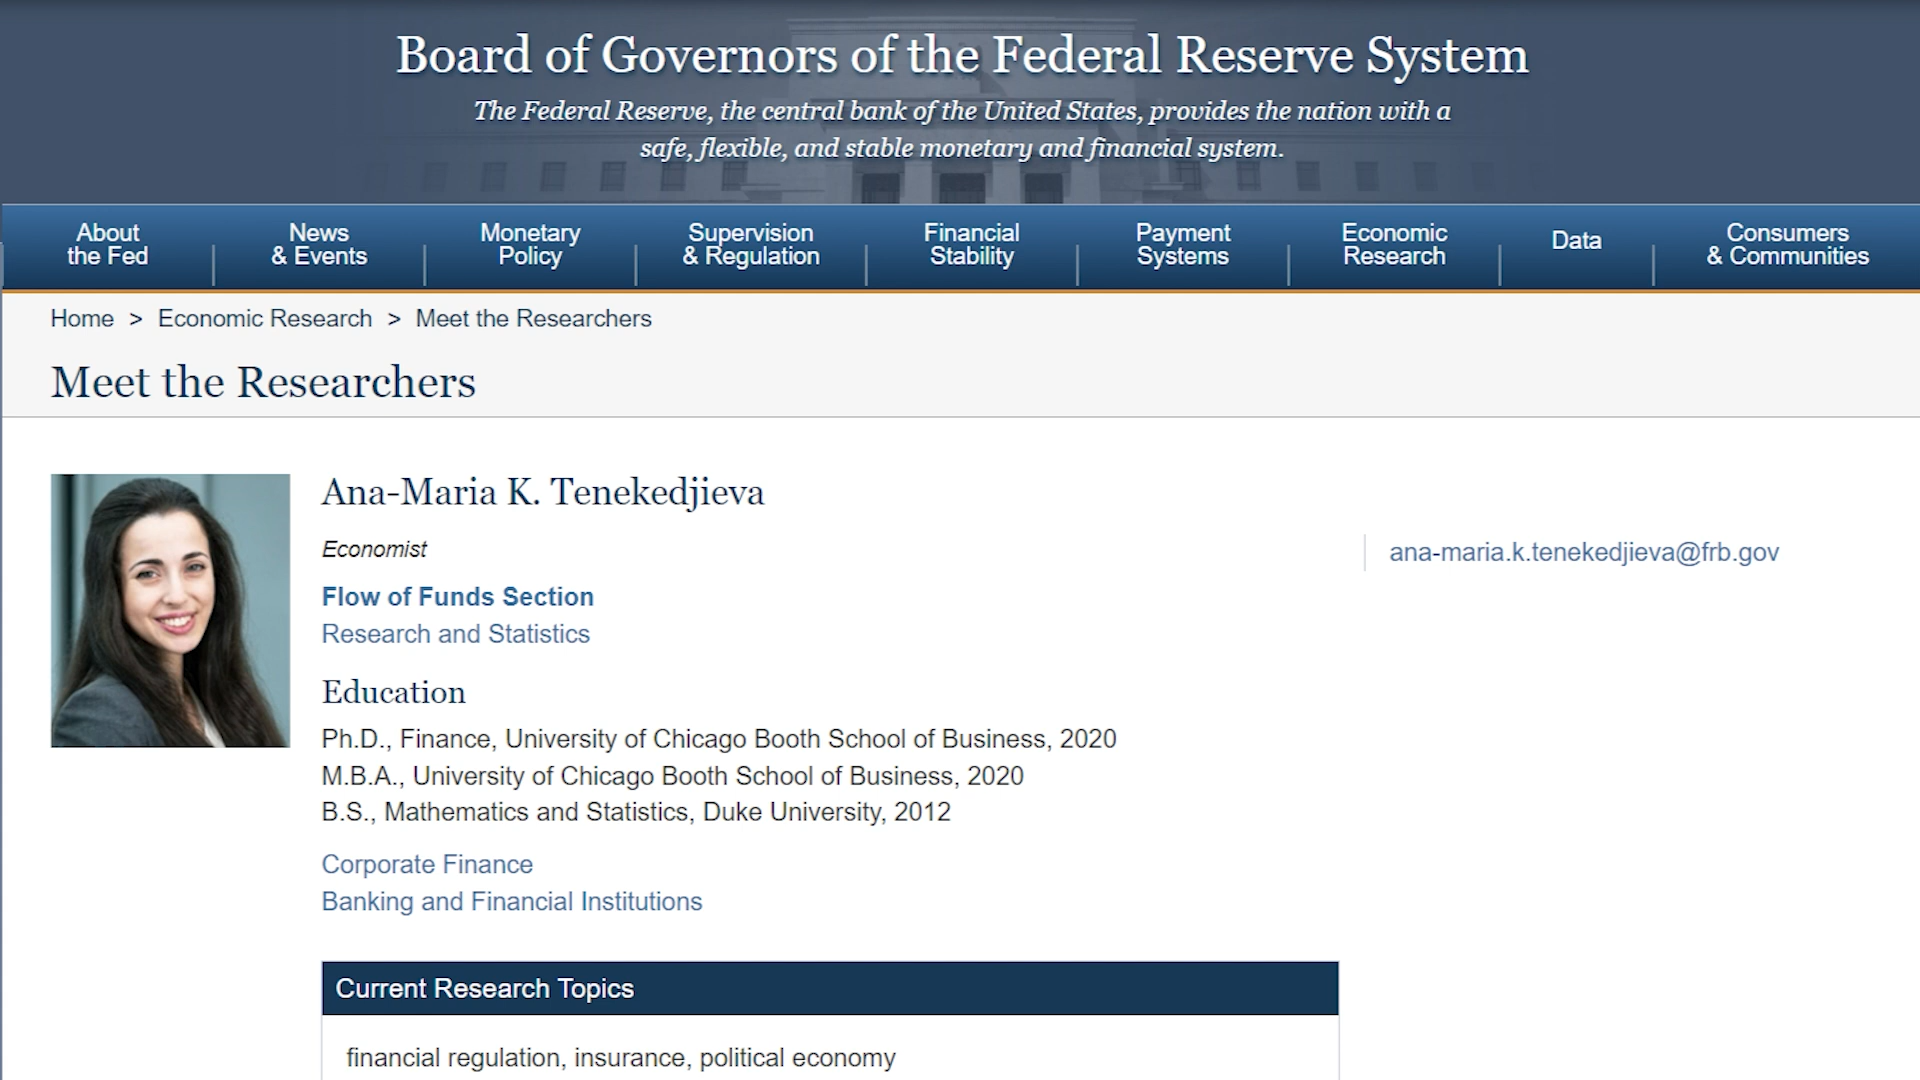 Board of Governors of the Federal Reserve System
The Federal Reserve, the central bank of the United States, provides the nation with a
safe, flexible, and stable monetary and financial system.
About
the Fed
News
& Events
Monetary
Policy
Supervision
& Regulation
Financial
Stability
Payment
Systems
Economic
Research
Data
Consumers
& Communities
Home > Economic Research > Meet the Researchers
Meet the Researchers
Ana-Maria K. Tenekedjieva
Economist
ana-maria.k.tenekedjieva@frb.gov
Flow of Funds Section
Research and Statistics
Education
Ph.D., Finance, University of Chicago Booth School of Business, 2020
M.B.A., University of Chicago Booth School of Business, 2020
B.S., Mathematics and Statistics, Duke University, 2012
Corporate Finance
Banking and Financial Institutions
Current Research Topics
financial regulation, insurance, political economy